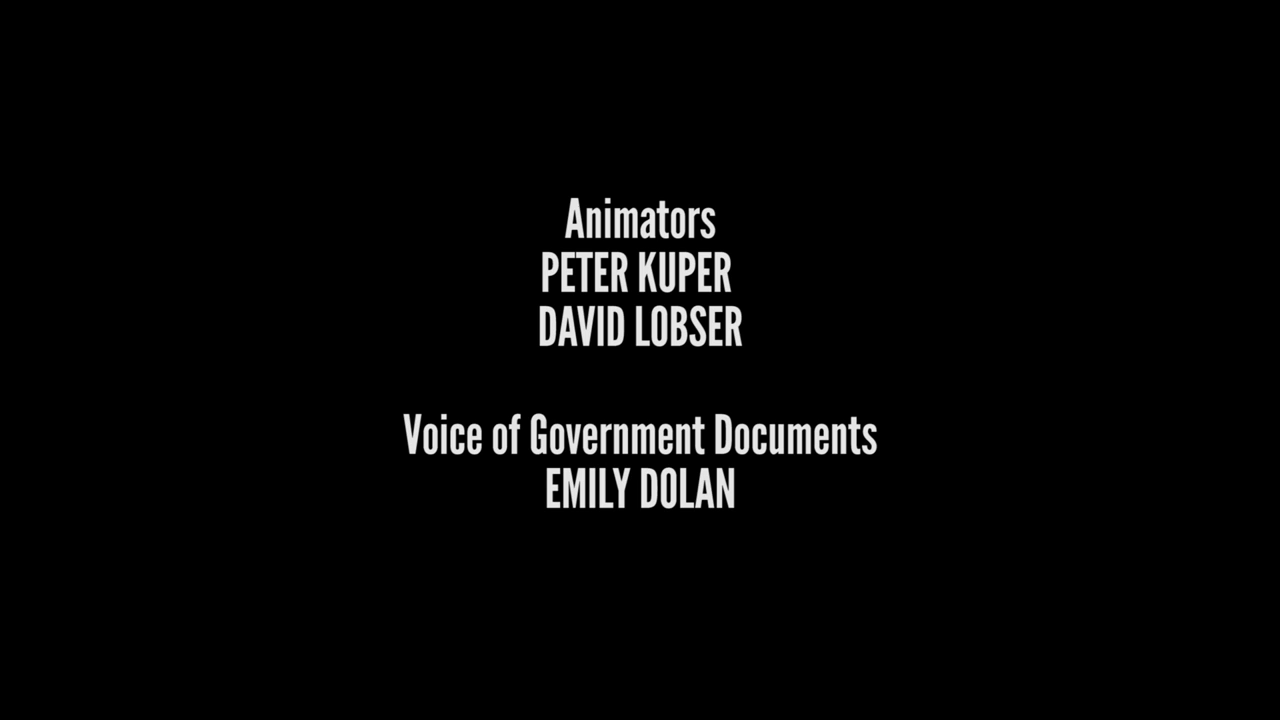 Animators
PETER KUPER
DAVID LOBSER
Voice of Government Documents
EMILY DOLAN